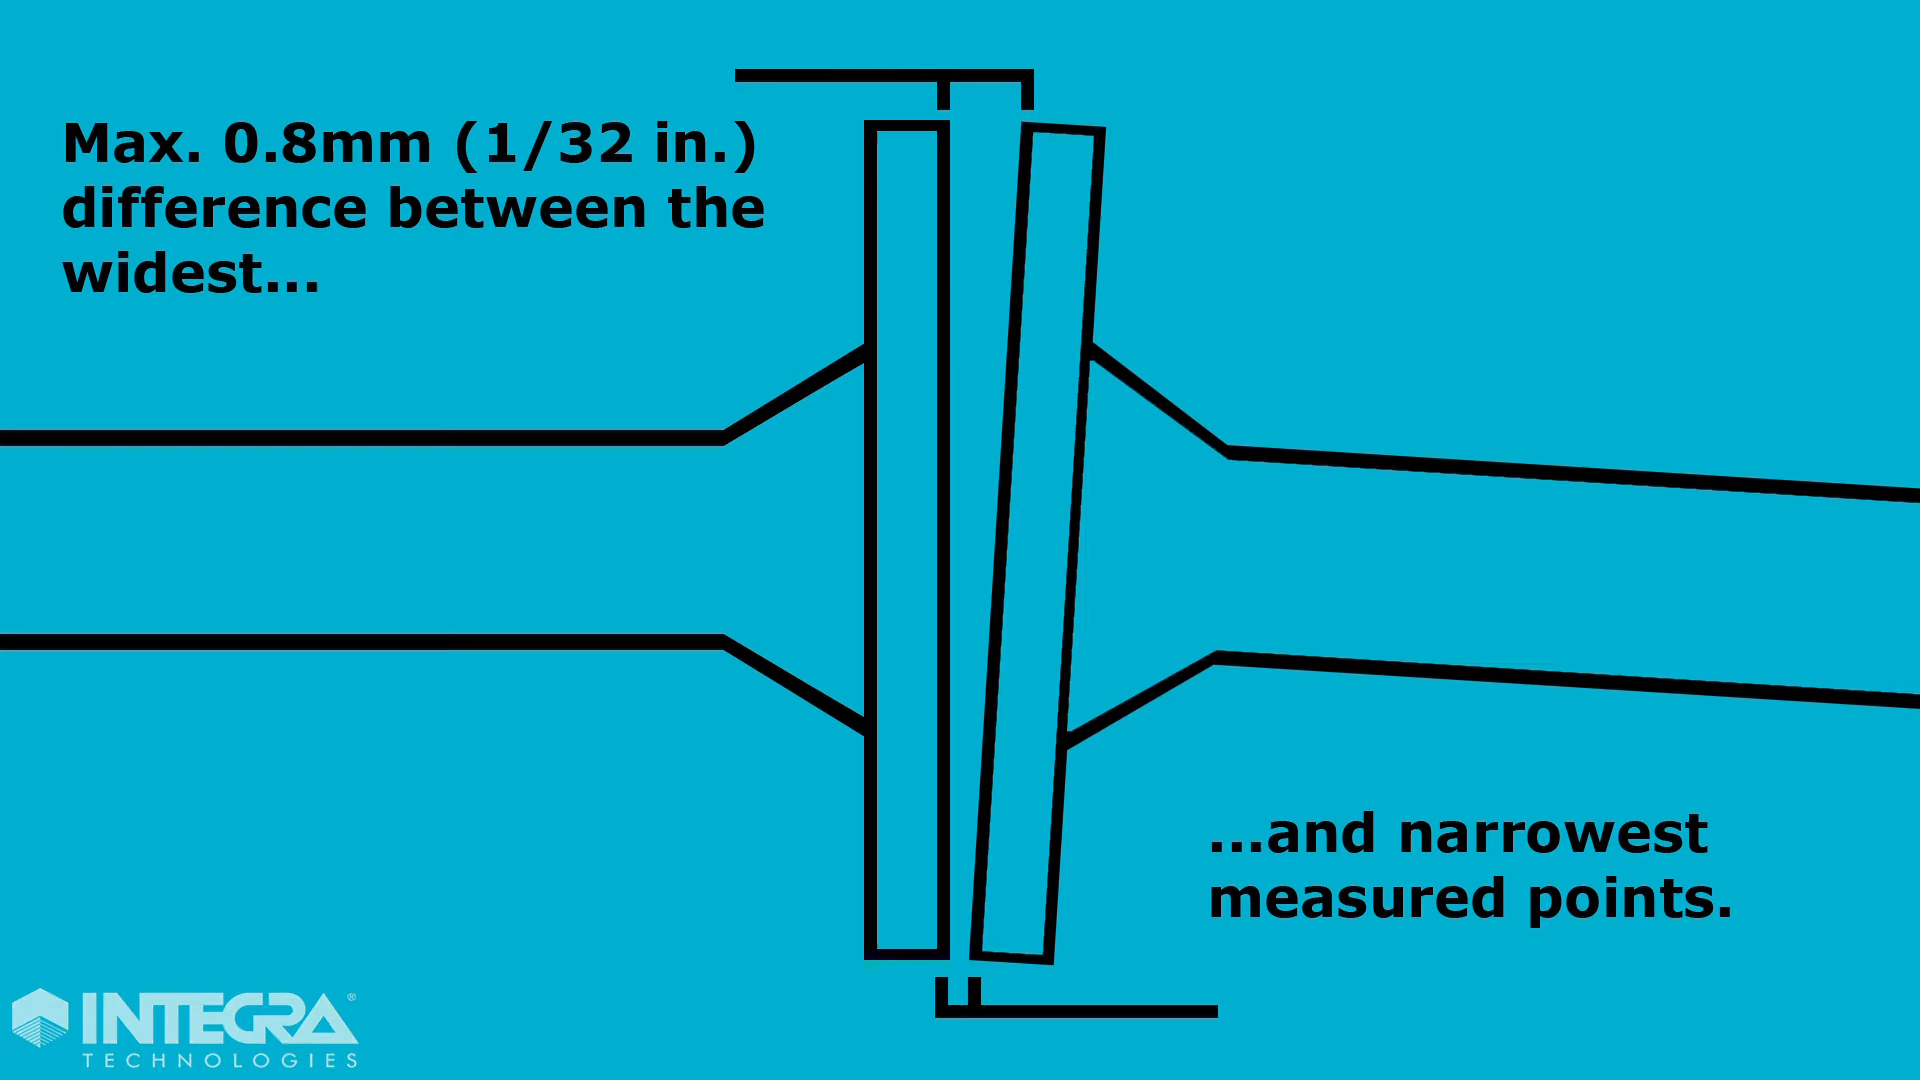 Max. 0.8mm (1/32 in.)
difference between the
widest...
...and narrowest
measured points.
INTEGRA®
TECHNOLOGIES